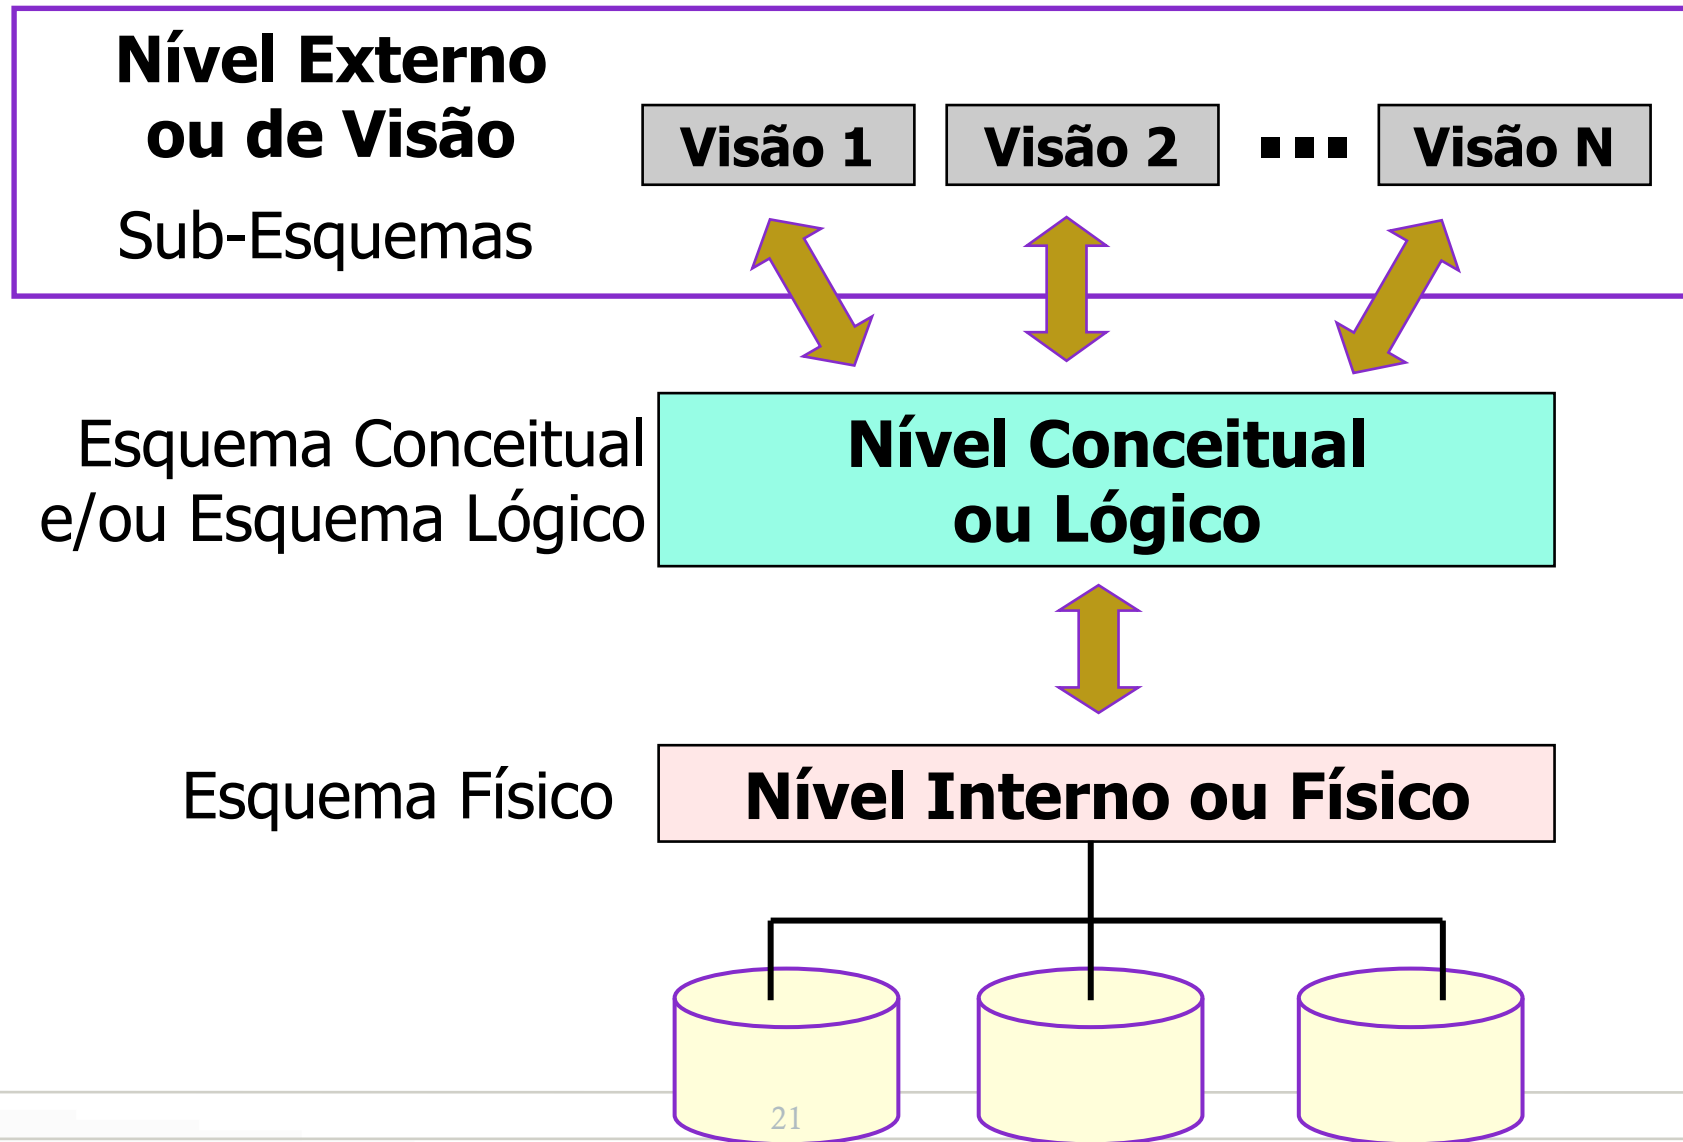 Nível Externo
ou de Visão
Sub-Esquemas
Visão 1
Visão 2
...
Visão N
Esquema Conceitual
e/ou Esquema Lógico
Nível Conceitual
ou Lógico
Esquema Físico
Nível Interno ou Físico
21